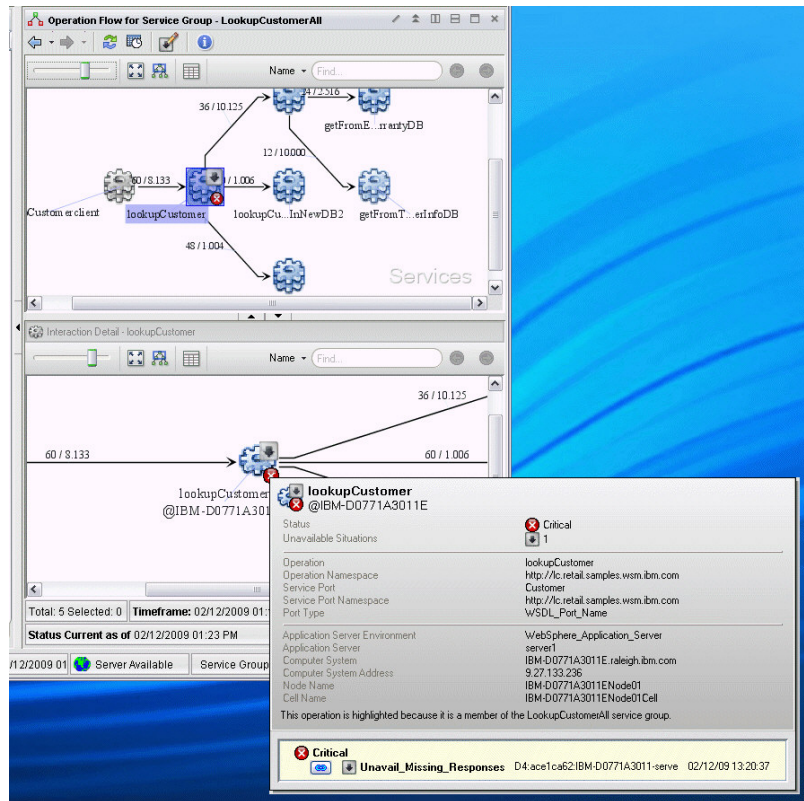 Operation Flow for Service Group - LookupCustomerAll
Name Find...
36 / 10.125
24 / 2.516
getFromE...rrantyDB
12 / 10.000
60 / 8.133
/ 1.006
Customerclient
lookupCustomer
lookupCu...InNewDB2
getFromT...erInfoDB
48 / 1.004
Services
Interaction Detail - lookupCustomer
Name Find...
36 / 10.125
60 / 8.133
60 / 1.006
lookupCustomer
@IBM-D0771A301
lookupCustomer
@IBM-D0771A3011E
Status Critical
Unavailable Situations 1
Operation lookupCustomer
Operation Namespace http://lc.retail.samples.wsm.ibm.com
Service Port Customer
Service Port Namespace http://lc.retail.samples.wsm.ibm.com
Port Type WSDL_Port_Name
Application Server Environment WebSphere_Application_Server
Application Server server1
Computer System IBM-D0771A3011E.raleigh.ibm.com
Computer System Address 9.27.133.236
Node Name IBM-D0771A3011ENode01
Cell Name IBM-D0771A3011ENode01Cell
This operation is highlighted because it is a member of the LookupCustomerAll service group.
Critical
Unavail_Missing_Responses D4:ace1ca62:IBM-D0771A3011-serve 02/12/09 13:20:37
Total: 5 Selected: 0 Timeframe: 02/12/2009 01:
Status Current as of 02/12/2009 01:23 PM
/12/2009 01 Server Available Service Group